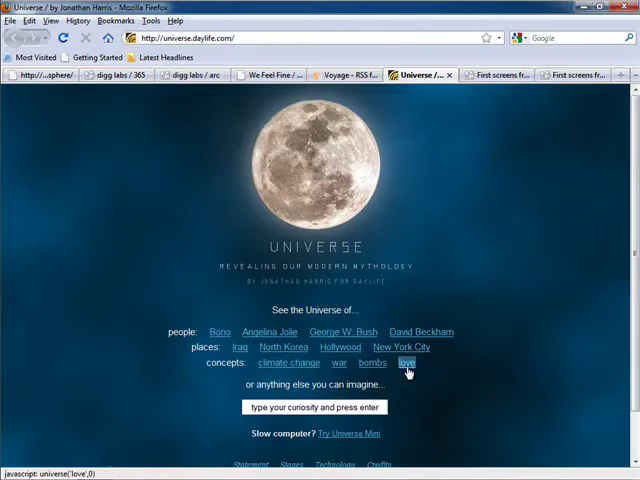 Universe / by Jonathan Harris - Mozilla Firefox
File Edit View History Bookmarks Tools Help
http://universe.daylife.com/
Google
Most Visited Getting Started Latest Headlines
http://...sphere/ digg labs / 365 digg labs / arc We Feel Fine / ... Voyage - RSS f... Universe /... First screens fr... First screens fr...
UNIVERSE
REVEALING OUR MODERN MYTHOLOGY
BY JONATHAN HARRIS FOR DAYLIFE
See the Universe of...
people: Bono Angelina Jolie George W. Bush David Beckham
places: Iraq North Korea Hollywood New York City
concepts: climate change war bombs love
or anything else you can imagine...
type your curiosity and press enter
Slow computer? Try Universe Mini
Statement Stages Technology Credits
javascript: universe('love',0)